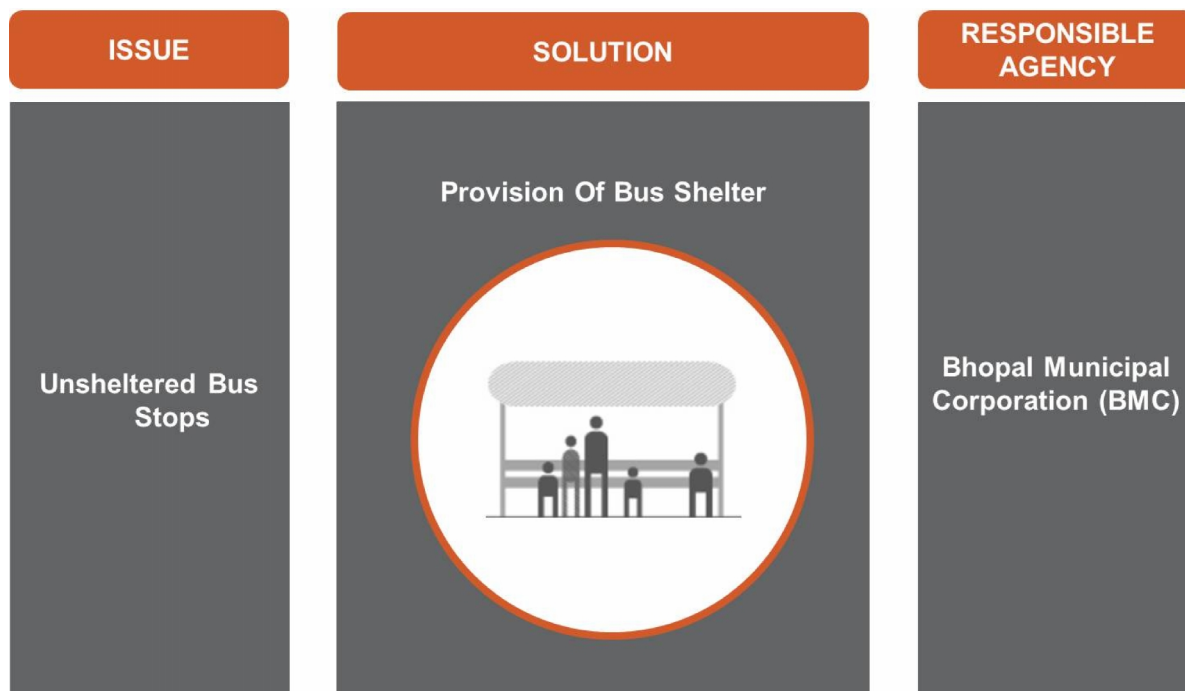 ISSUE
SOLUTION
RESPONSIBLE
AGENCY
Unsheltered Bus
Stops
Provision Of Bus Shelter
Bhopal Municipal
Corporation (BMC)